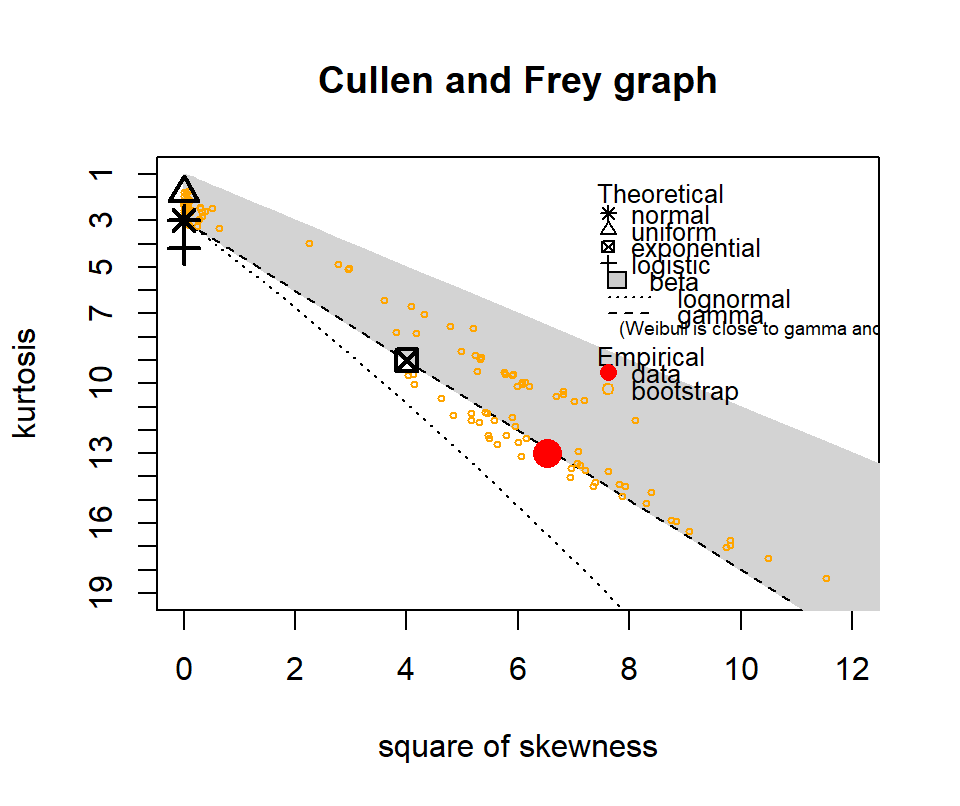 Cullen and Frey graph
kurtosis
1
3
5
7
10
13
16
19
Theoretical
normal
uniform
exponential
logistic
beta
lognormal
gamma
(Weibull is close to gamma and
Empirical
data
bootstrap
0 2 4 6 8 10 12
square of skewness